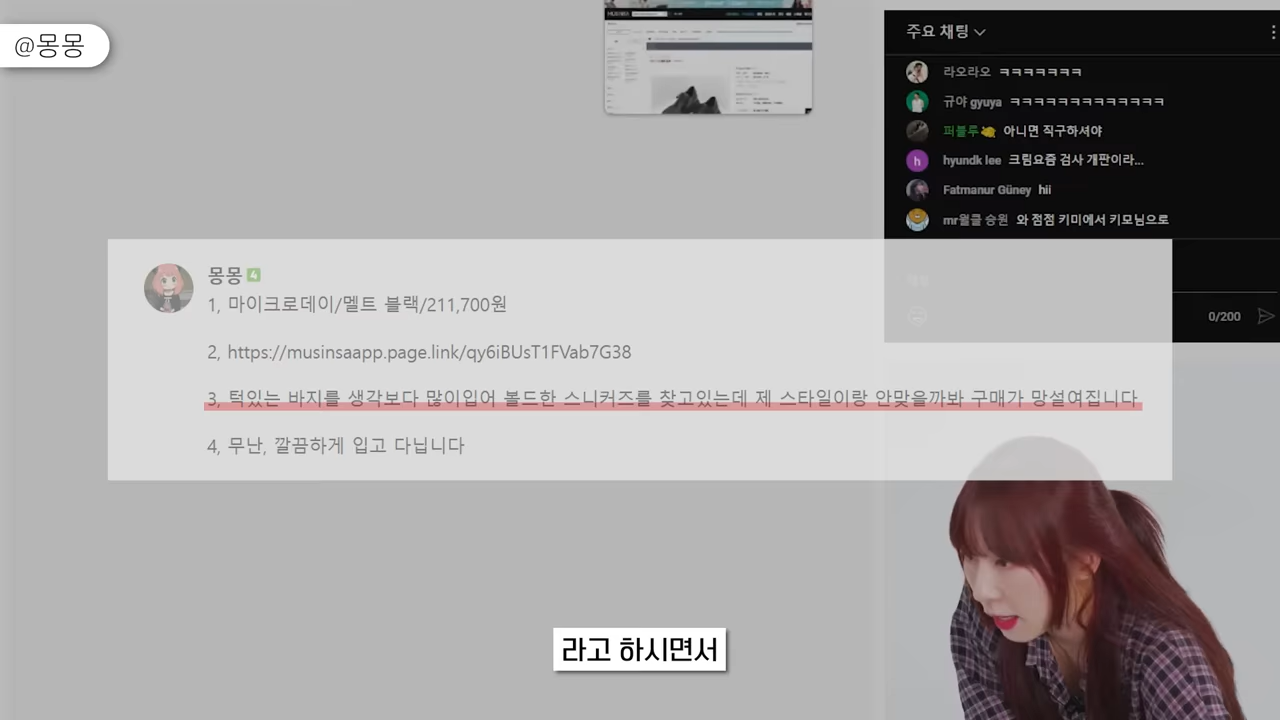 @몽몽
주요 채팅
라오라오 ㅋㅋㅋㅋㅋㅋㅋ
규야 gyuya ㅋㅋㅋㅋㅋㅋㅋㅋㅋㅋㅋㅋㅋ
퍼블루 아니면 직구하셔야
h hyundk lee 크림요즘 검사 개판이라...
Fatmanur Güney hii
mr월클 승원 와 점점 키미에서 키모님으로
0/200
몽몽 4
1, 마이크로데이/멜트 블랙/211,700원
2, https://musinsaapp.page.link/qy6iBUsT1FVab7G38
3, 턱있는 바지를 생각보다 많이입어 볼드한 스니커즈를 찾고있는데 제 스타일이랑 안맞을까봐 구매가 망설여집니다
4, 무난, 깔끔하게 입고 다닙니다
라고 하시면서